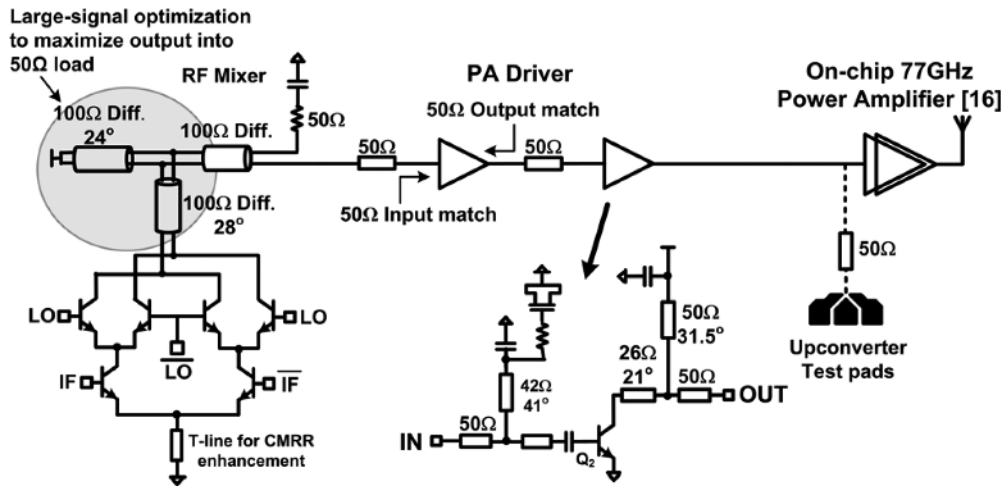 Large-signal optimization
to maximize output into
50Ω load
RF Mixer
100Ω Diff.
24°
100Ω Diff.
50Ω
100Ω Diff.
28°
PA Driver
50Ω Output match
50Ω
50Ω
50Ω Input match
On-chip 77GHz
Power Amplifier [16]
50Ω
Upconverter
Test pads
LO
LO
LO
IF
IF
T-line for CMRR
enhancement
50Ω
31.5°
42Ω
41°
26Ω
21°
50Ω
OUT
50Ω
IN
Q2